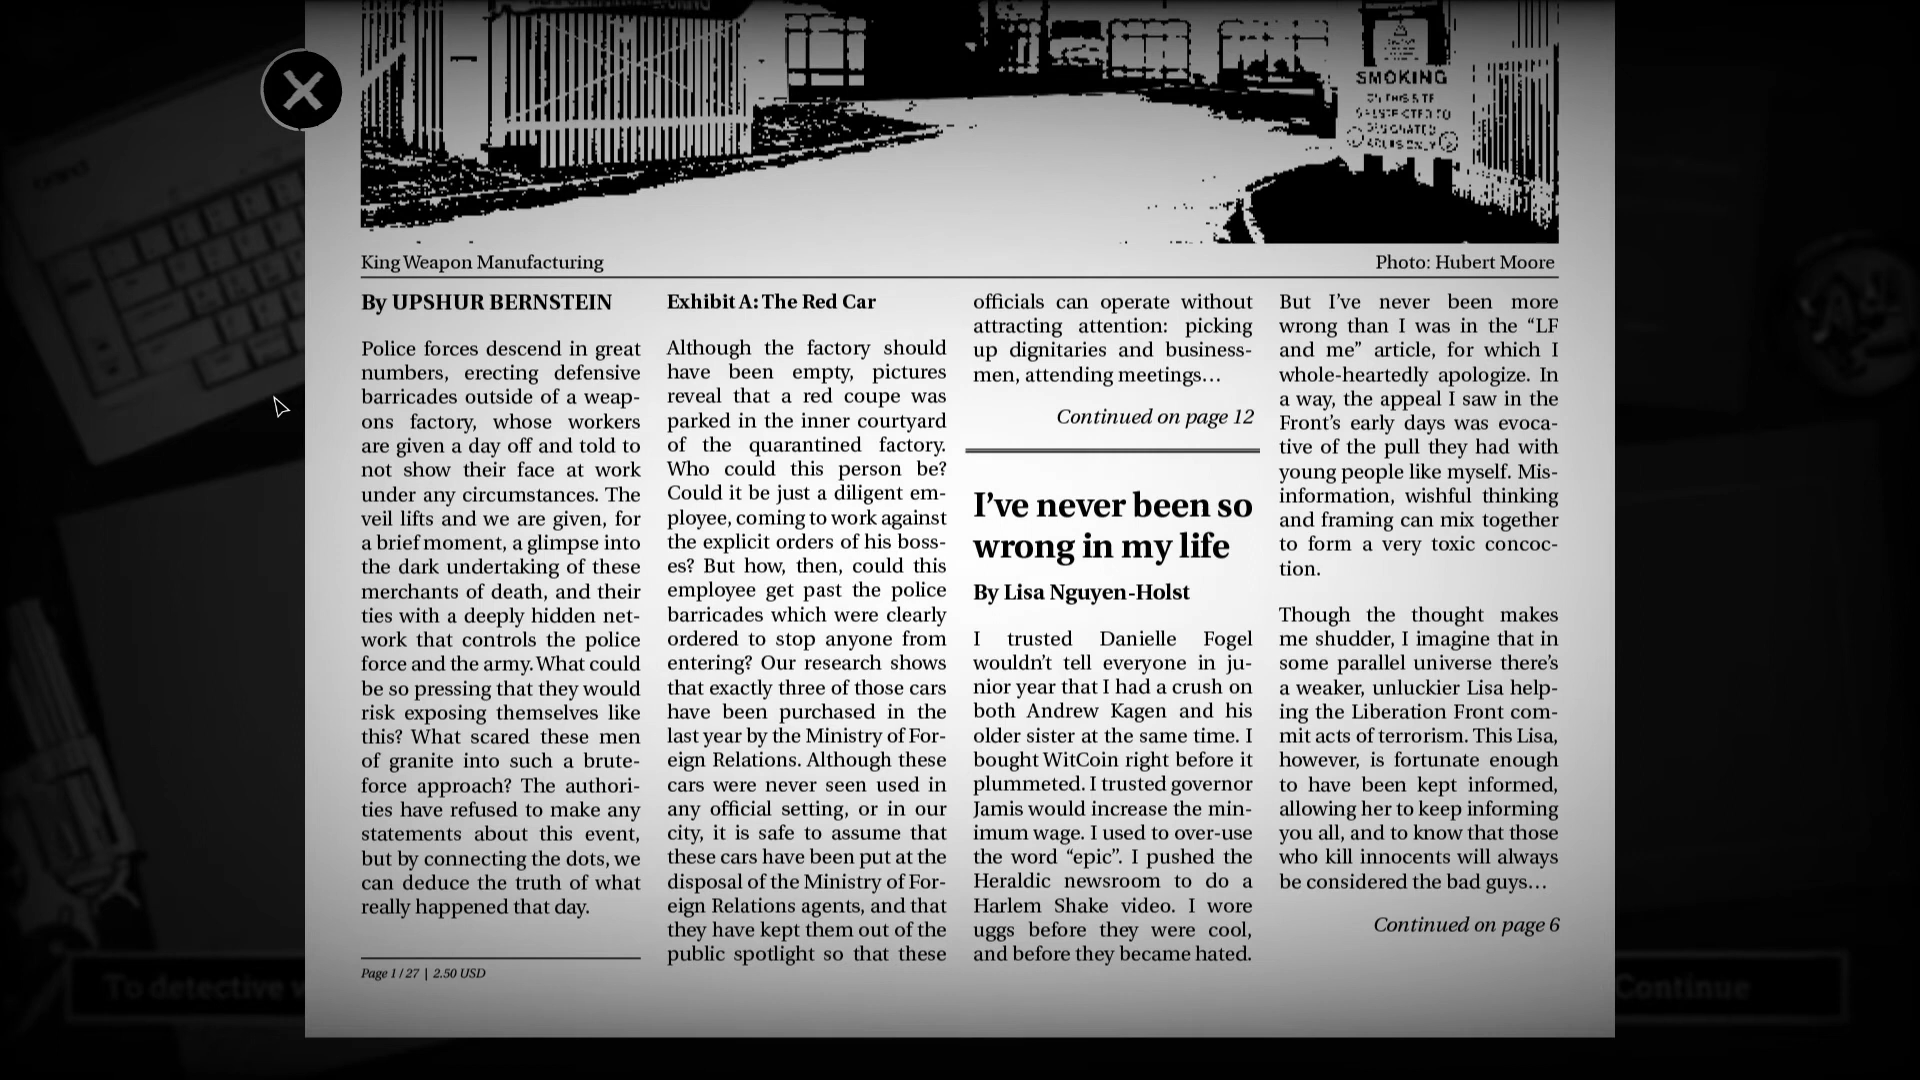 SMOKING
King Weapon Manufacturing
Photo: Hubert Moore
By UPSHUR BERNSTEIN
Police forces descend in great
numbers, erecting defensive
barricades outside of a weap-
ons factory, whose workers
are given a day off and told to
not show their face at work
under any circumstances. The
veil lifts and we are given, for
a brief moment, a glimpse into
the dark undertaking of these
merchants of death, and their
ties with a deeply hidden net-
work that controls the police
force and the army. What could
be so pressing that they would
risk exposing themselves like
this? What scared these men
of granite into such a brute-
force approach? The authori-
ties have refused to make any
statements about this event,
but by connecting the dots, we
can deduce the truth of what
really happened that day.
Page 1 / 27 | 2.50 USD
Exhibit A: The Red Car
Although the factory should
have been empty, pictures
reveal that a red coupe was
parked in the inner courtyard
of the quarantined factory.
Who could this person be?
Could it be just a diligent em-
ployee, coming to work against
the explicit orders of his boss-
es? But how, then, could this
employee get past the police
barricades which were clearly
ordered to stop anyone from
entering? Our research shows
that exactly three of those cars
have been purchased in the
last year by the Ministry of For-
eign Relations. Although these
cars were never seen used in
any official setting, or in our
city, it is safe to assume that
these cars have been put at the
disposal of the Ministry of For-
eign Relations agents, and that
they have kept them out of the
public spotlight so that these
officials can operate without
attracting attention: picking
up dignitaries and business-
men, attending meetings…
Continued on page 12
I've never been so
wrong in my life
By Lisa Nguyen-Holst
I trusted Danielle Fogel
wouldn't tell everyone in ju-
nior year that I had a crush on
both Andrew Kagen and his
older sister at the same time. I
bought WitCoin right before it
plummeted. I trusted governor
Jamis would increase the min-
imum wage. I used to over-use
the word “epic”. I pushed the
Heraldic newsroom to do a
Harlem Shake video. I wore
uggs before they were cool,
and before they became hated.
But I've never been more
wrong than I was in the “LF
and me” article, for which I
whole-heartedly apologize. In
a way, the appeal I saw in the
Front's early days was evoca-
tive of the pull they had with
young people like myself. Mis-
information, wishful thinking
and framing can mix together
to form a very toxic concoc-
tion.
Though the thought makes
me shudder, I imagine that in
some parallel universe there's
a weaker, unluckier Lisa help-
ing the Liberation Front com-
mit acts of terrorism. This Lisa,
however, is fortunate enough
to have been kept informed,
allowing her to keep informing
you all, and to know that those
who kill innocents will always
be considered the bad guys…
Continued on page 6
To detective
Continue